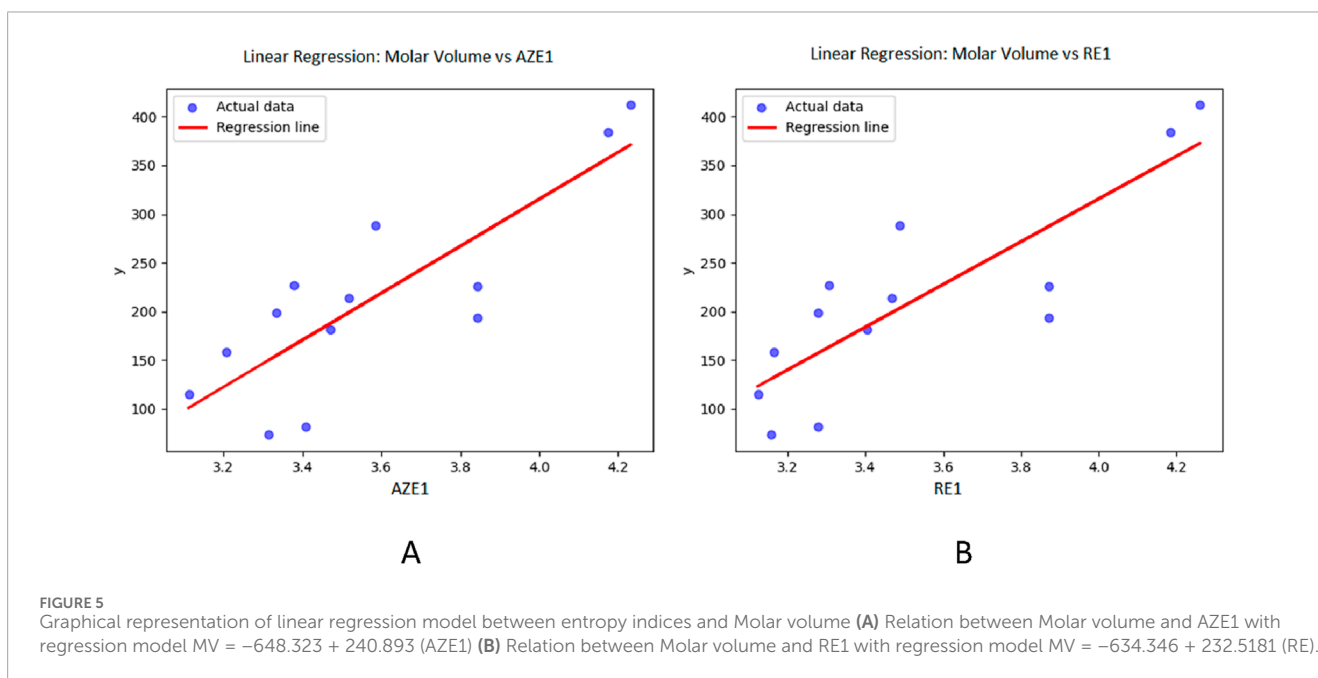 Linear Regression: Molar Volume vs AZE1
Actual data
Regression line
400
350
300
250
200
150
100
y
3.2 3.4 3.6 3.8 4.0 4.2
AZE1
A
Linear Regression: Molar Volume vs RE1
Actual data
Regression line
400
350
300
250
200
150
100
y
3.2 3.4 3.6 3.8 4.0 4.2
RE1
B
FIGURE 5
Graphical representation of linear regression model between entropy indices and Molar volume (A) Relation between Molar volume and AZE1 with
regression model MV = −648.323 + 240.893 (AZE1) (B) Relation between Molar volume and RE1 with regression model MV = −634.346 + 232.5181 (RE).